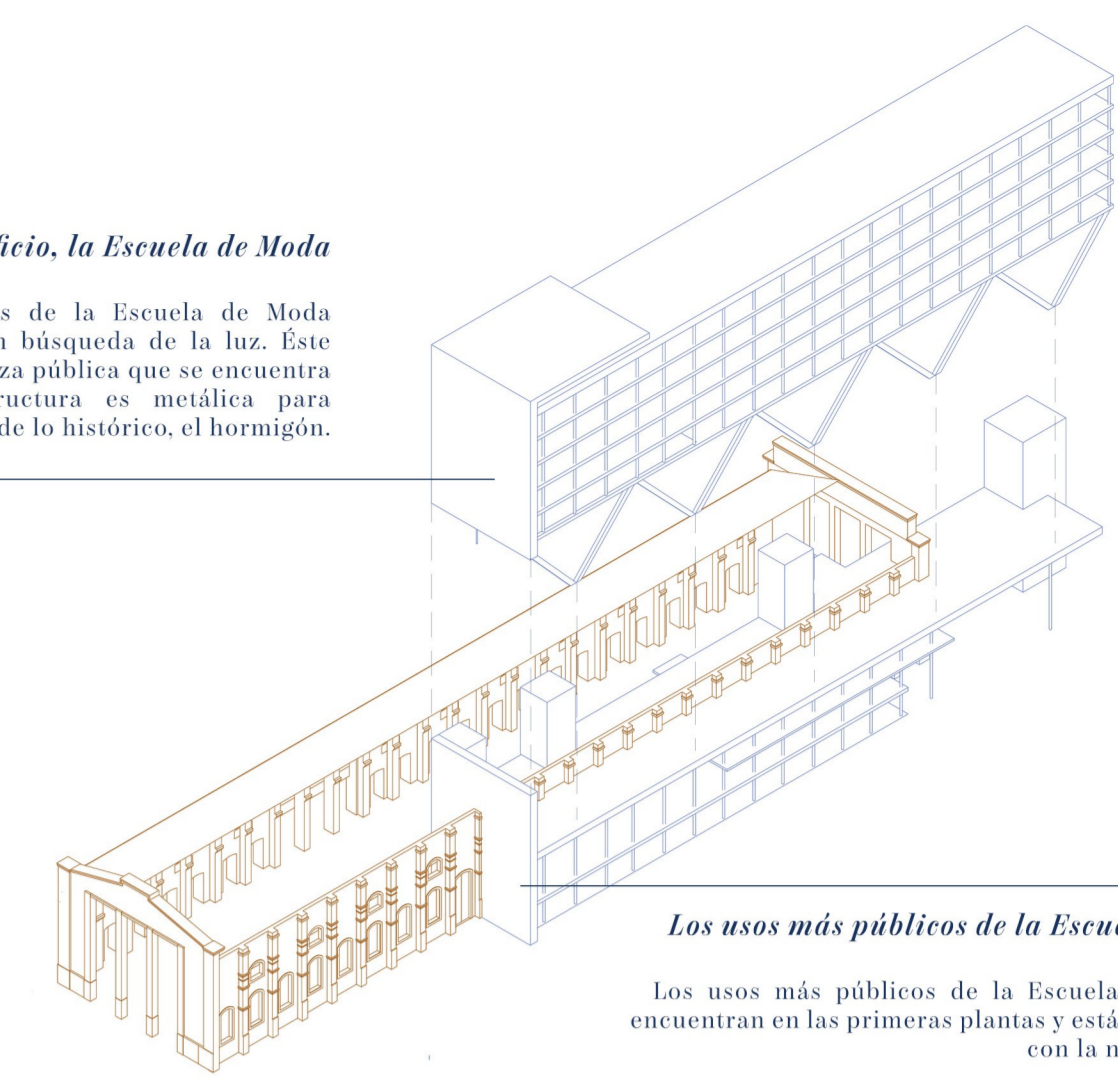 ficio, la Escuela de Moda
s de la Escuela de Moda
n búsqueda de la luz. Éste
za pública que se encuentra
ructura es metálica para
de lo histórico, el hormigón.
Los usos más públicos de la Escue
Los usos más públicos de la Escuela
encuentran en las primeras plantas y está
con la n